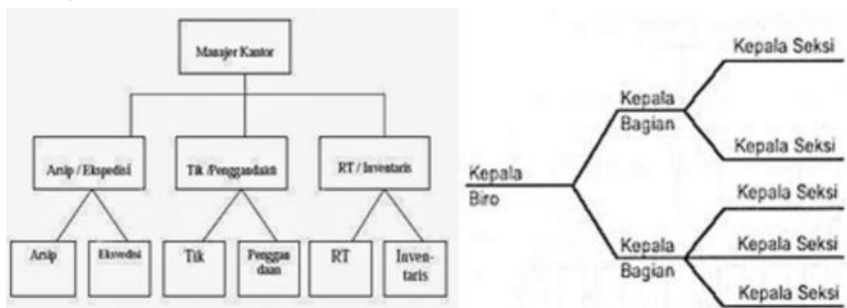 Manajer Kantor
Arsip / Ekspedisi
Tik /Penggandakti
RT / Inventaris
Arsip
Ekspedisi
Tik
Penggan
daan
RT
Inven-
taris
Kepala Seksi
Kepala
Bagian
Kepala Seksi
Kepala
Biro
Kepala Seksi
Kepala
Bagian
Kepala Seksi
Kepala Seksi